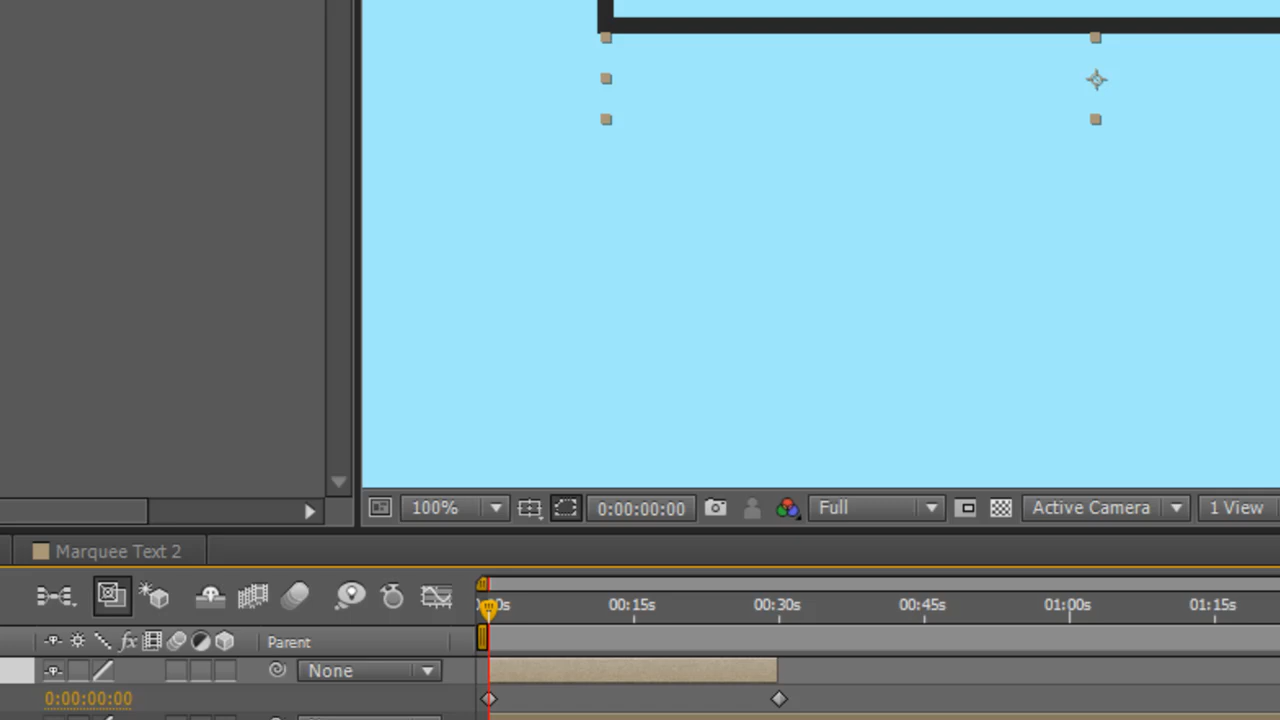 100%
0:00:00:00
Full
Active Camera
1 View
Marquee Text 2
00:15s
00:30s
00:45s
01:00s
01:15s
fx
Parent
None
0:00:00:00